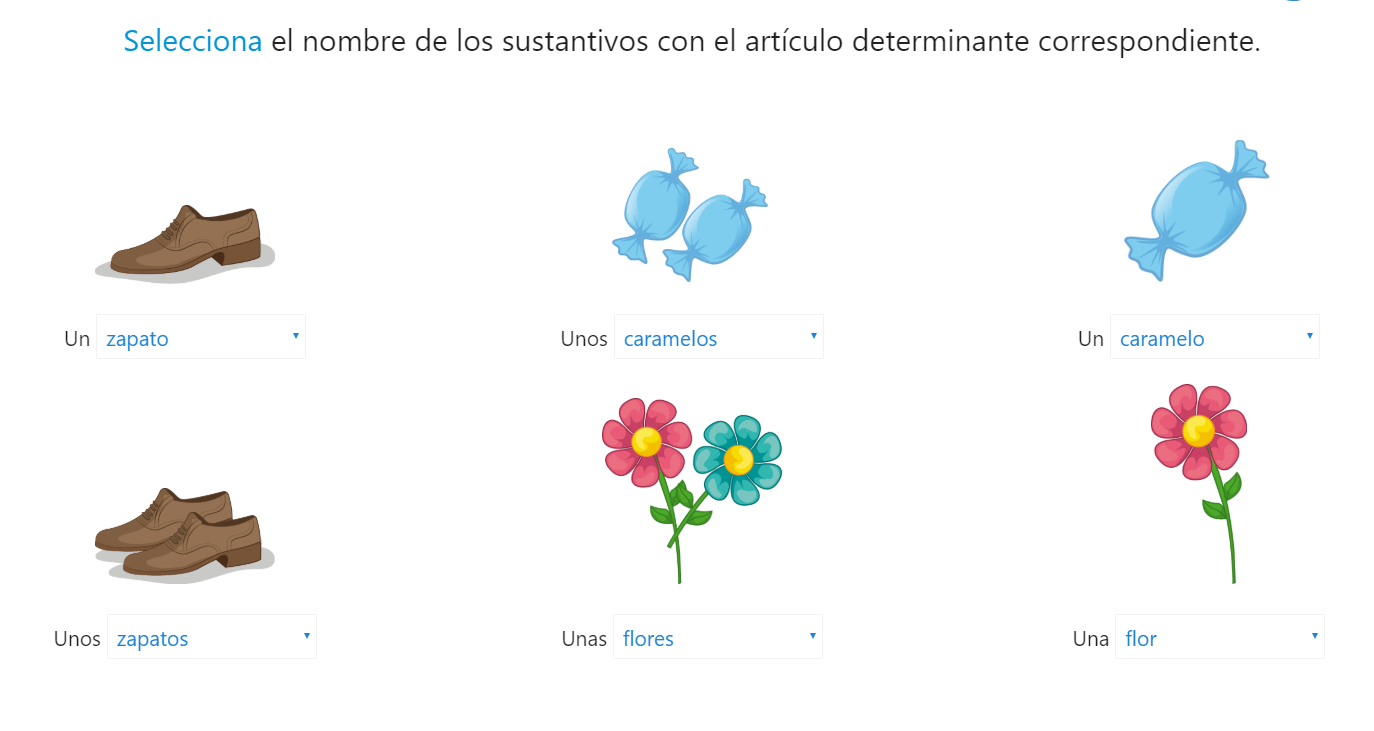 Selecciona el nombre de los sustantivos con el artículo determinante correspondiente.
Un zapato
Unos caramelos
Un caramelo
Unos zapatos
Unas flores
Una flor